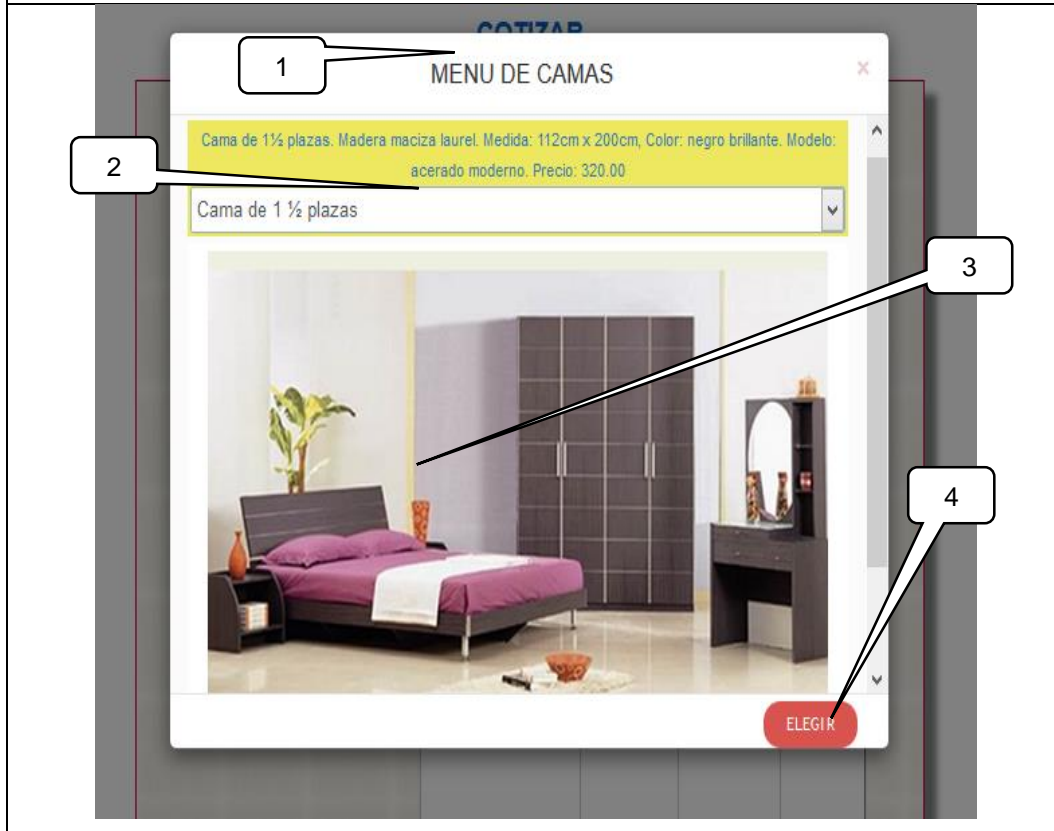 COTIZAR
1
MENU DE CAMAS
×
2
Cama de 1½ plazas. Madera maciza laurel. Medida: 112cm x 200cm, Color: negro brillante. Modelo:
acerado moderno. Precio: 320.00
Cama de 1 ½ plazas
3
4
ELEGIR